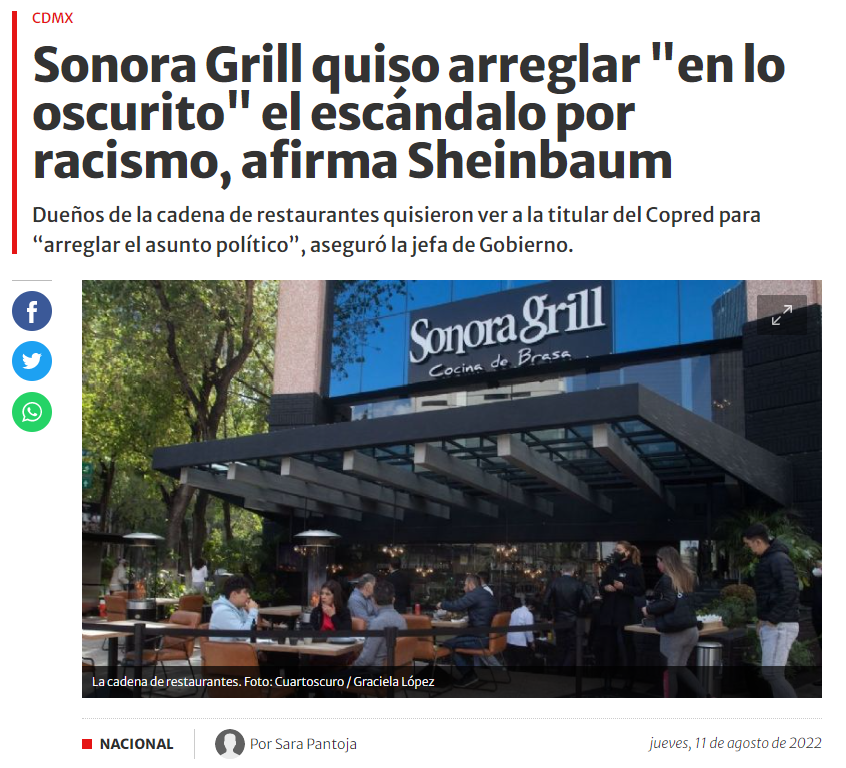 CDMX
Sonora Grill quiso arreglar "en lo
oscurito" el escándalo por
racismo, afirma Sheinbaum
Dueños de la cadena de restaurantes quisieron ver a la titular del Copred para
“arreglar el asunto político”, aseguró la jefa de Gobierno.
Sonora grill
Cocina de Brasa
La cadena de restaurantes. Foto: Cuartoscuro / Graciela López
NACIONAL
Por Sara Pantoja
jueves, 11 de agosto de 2022